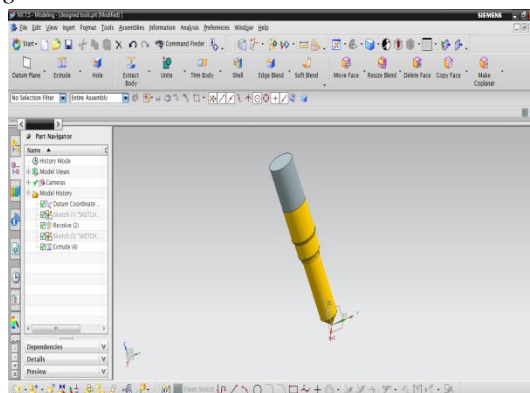 NX 7.5 - Modeling - [designed tools.prt (Modified) ]
SIEMENS
File Edit View Insert Format Tools Assemblies Information Analysis Preferences Window Help
Start Command Finder
Datum Plane Extrude Hole Extract Body Unite Trim Body Shell Edge Blend Soft Blend Move Face Resize Blend Delete Face Copy Face Make Coplanar
No Selection Filter Entire Assembly
Part Navigator
Name
History Mode
Model Views
Cameras
Model History
Datum Coordinate ...
Sketch (1) "SKETCH...
Revolve (2)
Sketch (3) "SKETCH...
Extrude (4)
Dependencies
Details
Preview
Finish Sketch